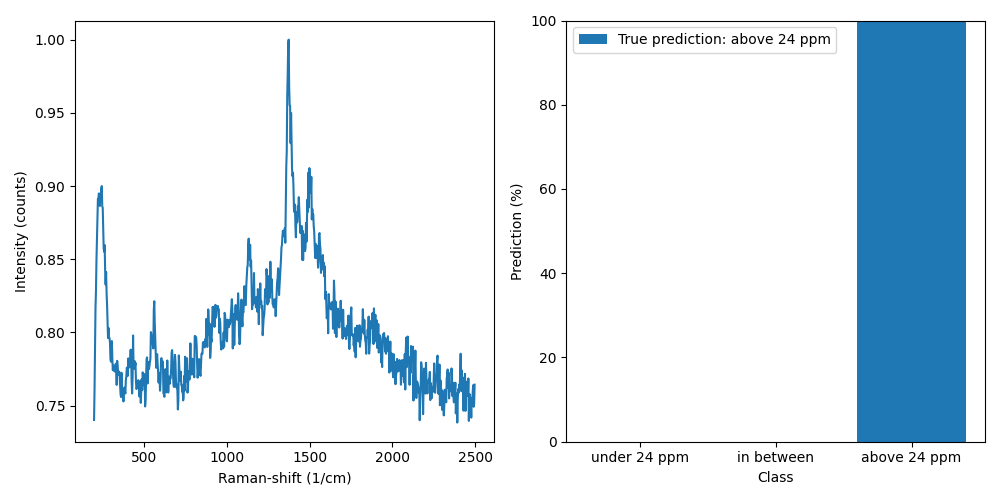 1.00
0.95
0.90
0.85
0.80
0.75
Intensity (counts)
500
1000
1500
2000
2500
Raman-shift (1/cm)
100
80
60
40
20
0
Prediction (%)
True prediction: above 24 ppm
under 24 ppm
in between
above 24 ppm
Class